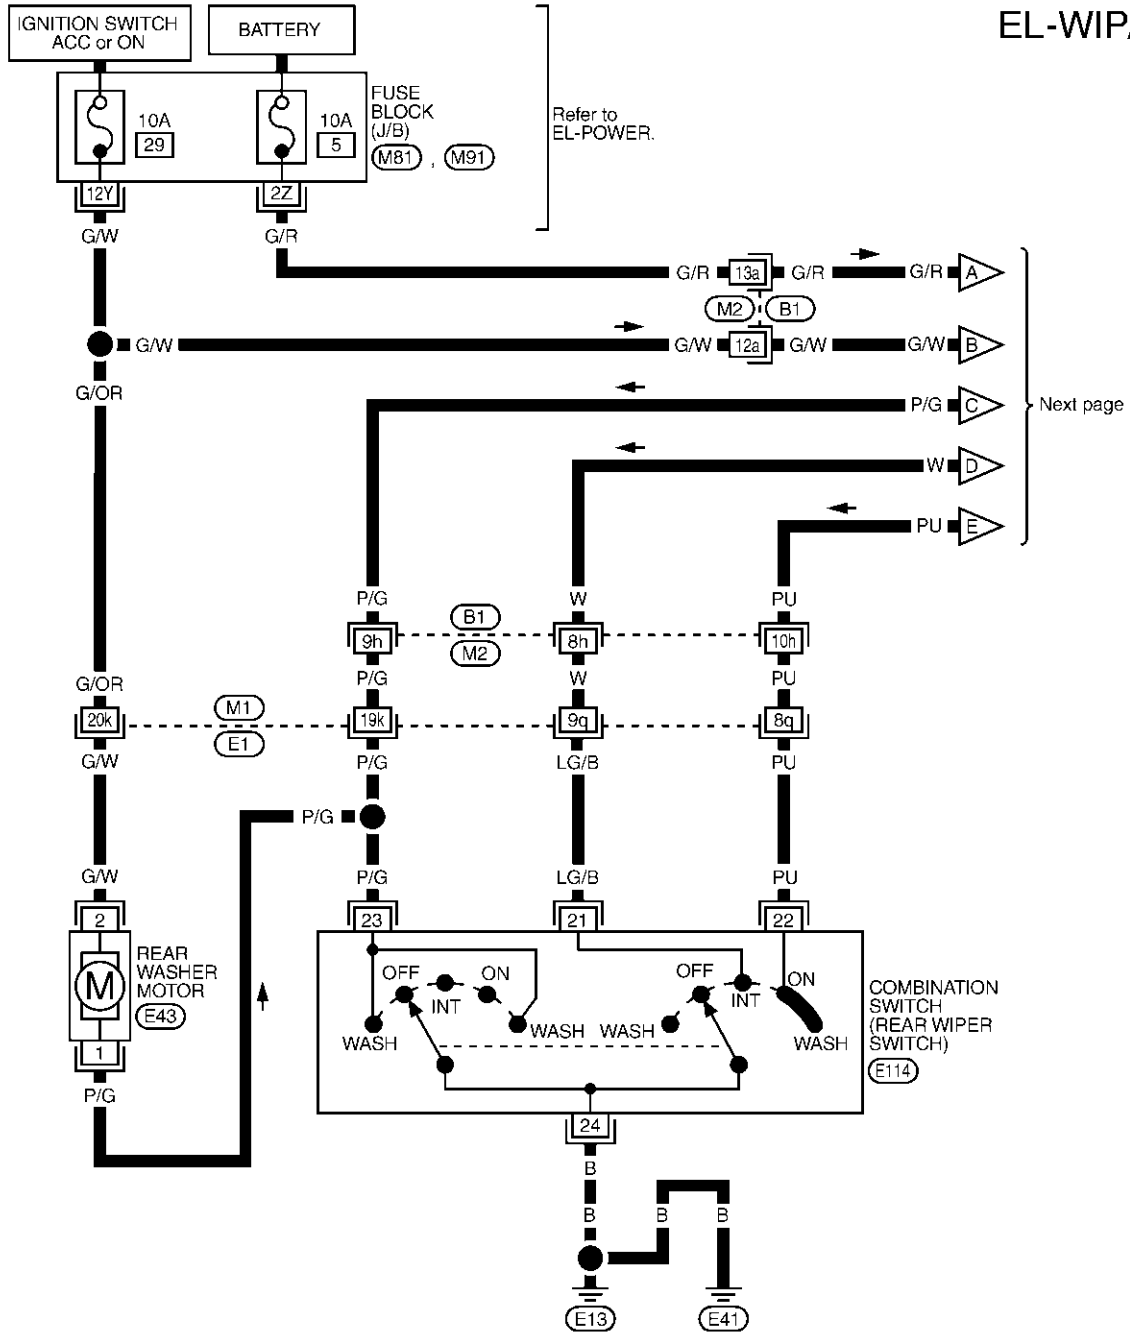 IGNITION SWITCH
ACC or ON
BATTERY
EL-WIP
10A
29
10A
5
FUSE
BLOCK
(J/B)
M81 , M91
Refer to
EL-POWER.
12Y
2Z
G/W
G/R
G/R
13a
G/R
G/R
A
M2
B1
G/W
G/W
12a
G/W
G/W
B
G/OR
P/G
C
Next page
W
D
PU
E
P/G
W
PU
B1
9h
8h
10h
M2
G/OR
P/G
W
PU
M1
20k
19k
9q
8q
E1
G/W
P/G
LG/B
PU
P/G
G/W
P/G
LG/B
PU
2
23
21
22
REAR
WASHER
MOTOR
E43
M
1
P/G
OFF
INT
ON
WASH
WASH
OFF
INT
ON
WASH
WASH
COMBINATION
SWITCH
(REAR WIPER
SWITCH)
E114
24
B
B
B
B
E13
E41